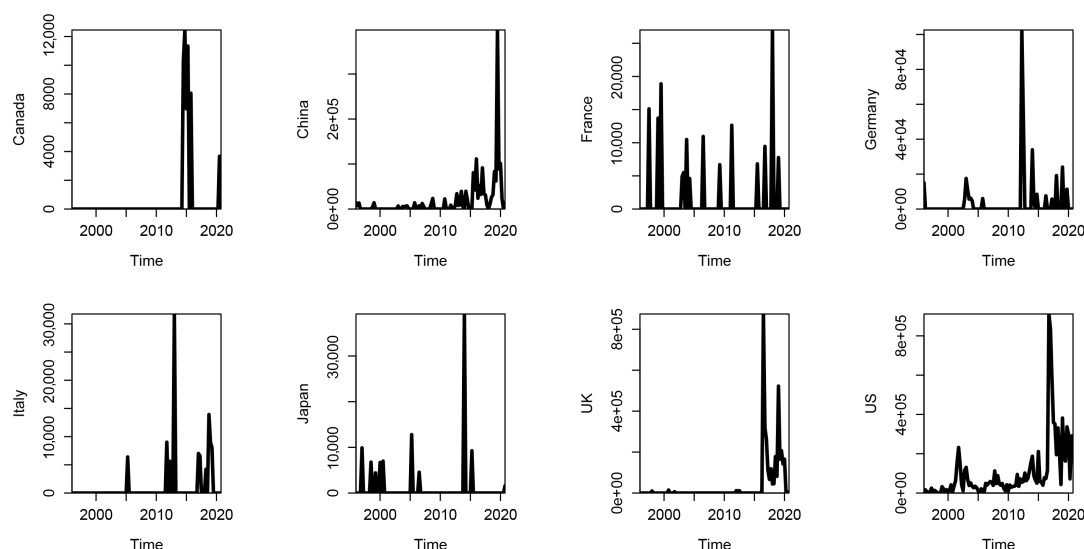 Canada
12,000
8000
4000
0
2000 2010 2020
Time
China
2e+05
0e+00
2000 2010 2020
Time
France
20,000
10,000
0
2000 2010 2020
Time
Germany
8e+04
4e+04
0e+00
2000 2010 2020
Time
Italy
30,000
20,000
10,000
0
2000 2010 2020
Time
Japan
30,000
10,000
0
2000 2010 2020
Time
UK
8e+05
4e+05
0e+00
2000 2010 2020
Time
US
8e+05
4e+05
0e+00
2000 2010 2020
Time